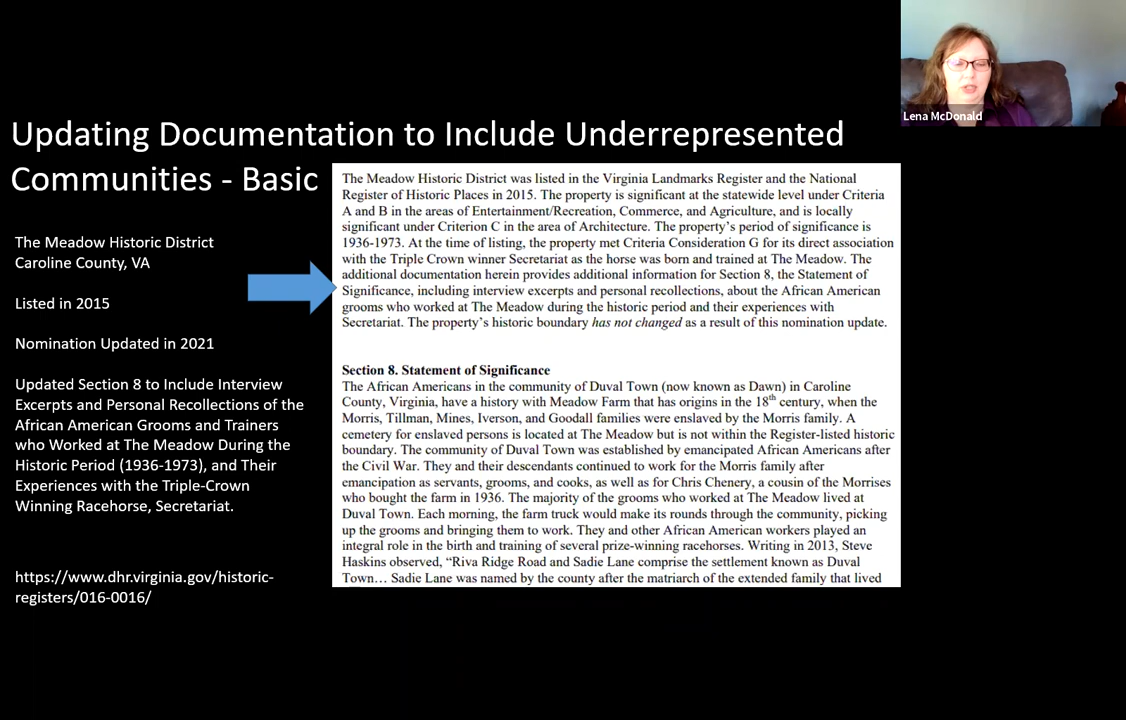 Lena McDonald
Updating Documentation to Include Underrepresented
Communities - Basic
The Meadow Historic District
Caroline County, VA
Listed in 2015
Nomination Updated in 2021
Updated Section 8 to Include Interview
Excerpts and Personal Recollections of the
African American Grooms and Trainers
who Worked at The Meadow During the
Historic Period (1936-1973), and Their
Experiences with the Triple-Crown
Winning Racehorse, Secretariat.
https://www.dhr.virginia.gov/historic-
registers/016-0016/
The Meadow Historic District was listed in the Virginia Landmarks Register and the National
Register of Historic Places in 2015. The property is significant at the statewide level under Criteria
A and B in the areas of Entertainment/Recreation, Commerce, and Agriculture, and is locally
significant under Criterion C in the area of Architecture. The property's period of significance is
1936-1973. At the time of listing, the property met Criteria Consideration G for its direct association
with the Triple Crown winner Secretariat as the horse was born and trained at The Meadow. The
additional documentation herein provides additional information for Section 8, the Statement of
Significance, including interview excerpts and personal recollections, about the African American
grooms who worked at The Meadow during the historic period and their experiences with
Secretariat. The property's historic boundary has not changed as a result of this nomination update.
Section 8. Statement of Significance
The African Americans in the community of Duval Town (now known as Dawn) in Caroline
County, Virginia, have a history with Meadow Farm that has origins in the 18th century, when the
Morris, Tillman, Mines, Iverson, and Goodall families were enslaved by the Morris family. A
cemetery for enslaved persons is located at The Meadow but is not within the Register-listed historic
boundary. The community of Duval Town was established by emancipated African Americans after
the Civil War. They and their descendants continued to work for the Morris family after
emancipation as servants, grooms, and cooks, as well as for Chris Chenery, a cousin of the Morrises
who bought the farm in 1936. The majority of the grooms who worked at The Meadow lived at
Duval Town. Each morning, the farm truck would make its rounds through the community, picking
up the grooms and bringing them to work. They and other African American workers played an
integral role in the birth and training of several prize-winning racehorses. Writing in 2013, Steve
Haskins observed, "Riva Ridge Road and Sadie Lane comprise the settlement known as Duval
Town… Sadie Lane was named by the county after the matriarch of the extended family that lived